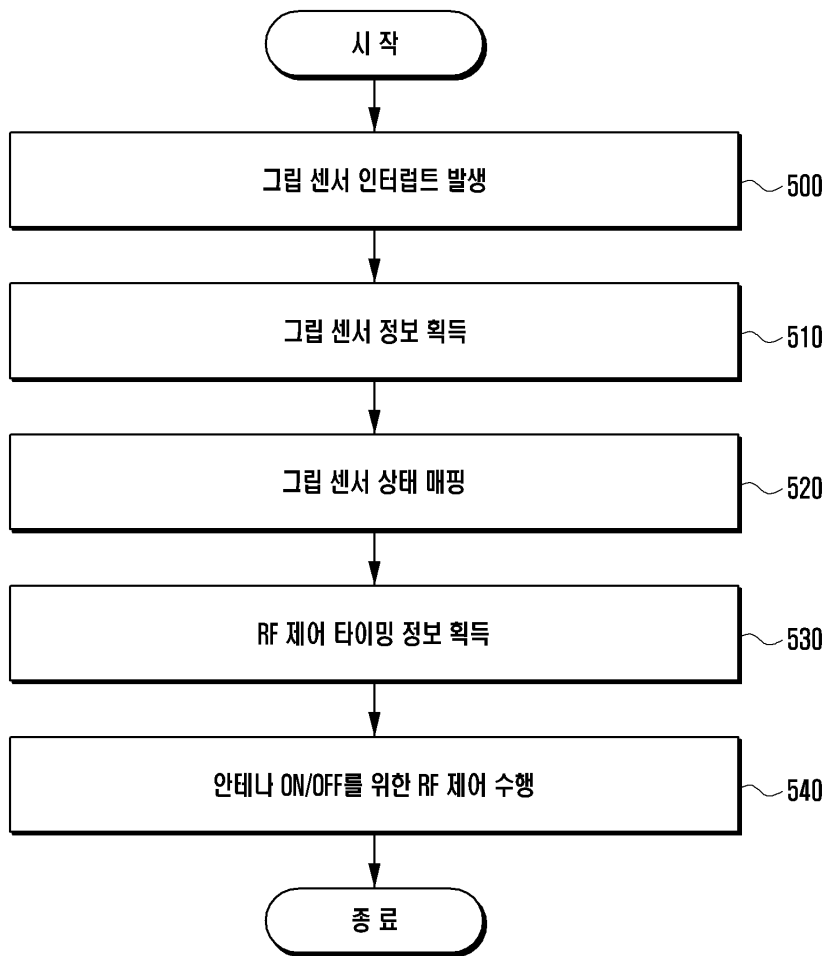 시 작
그립 센서 인터럽트 발생
500
그립 센서 정보 획득
510
그립 센서 상태 매핑
520
RF 제어 타이밍 정보 획득
530
안테나 ON/OFF를 위한 RF 제어 수행
540
종 료